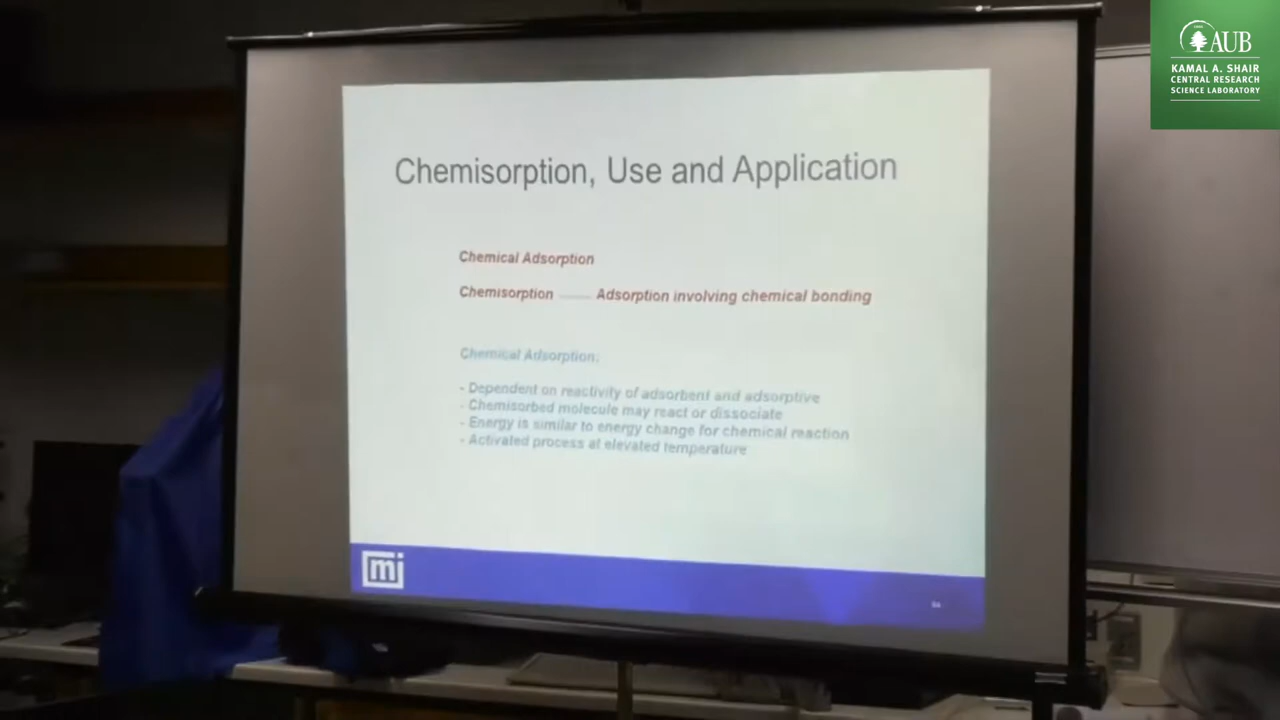 AUB
KAMAL A. SHAIR
CENTRAL RESEARCH
SCIENCE LABORATORY
Chemisorption, Use and Application
Chemical Adsorption
Chemisorption —— Adsorption involving chemical bonding
Chemical Adsorption:
- Dependent on reactivity of adsorbent and adsorptive
- Chemisorbed molecule may react or dissociate
- Energy is similar to energy change for chemical reaction
- Activated process at elevated temperature
mi